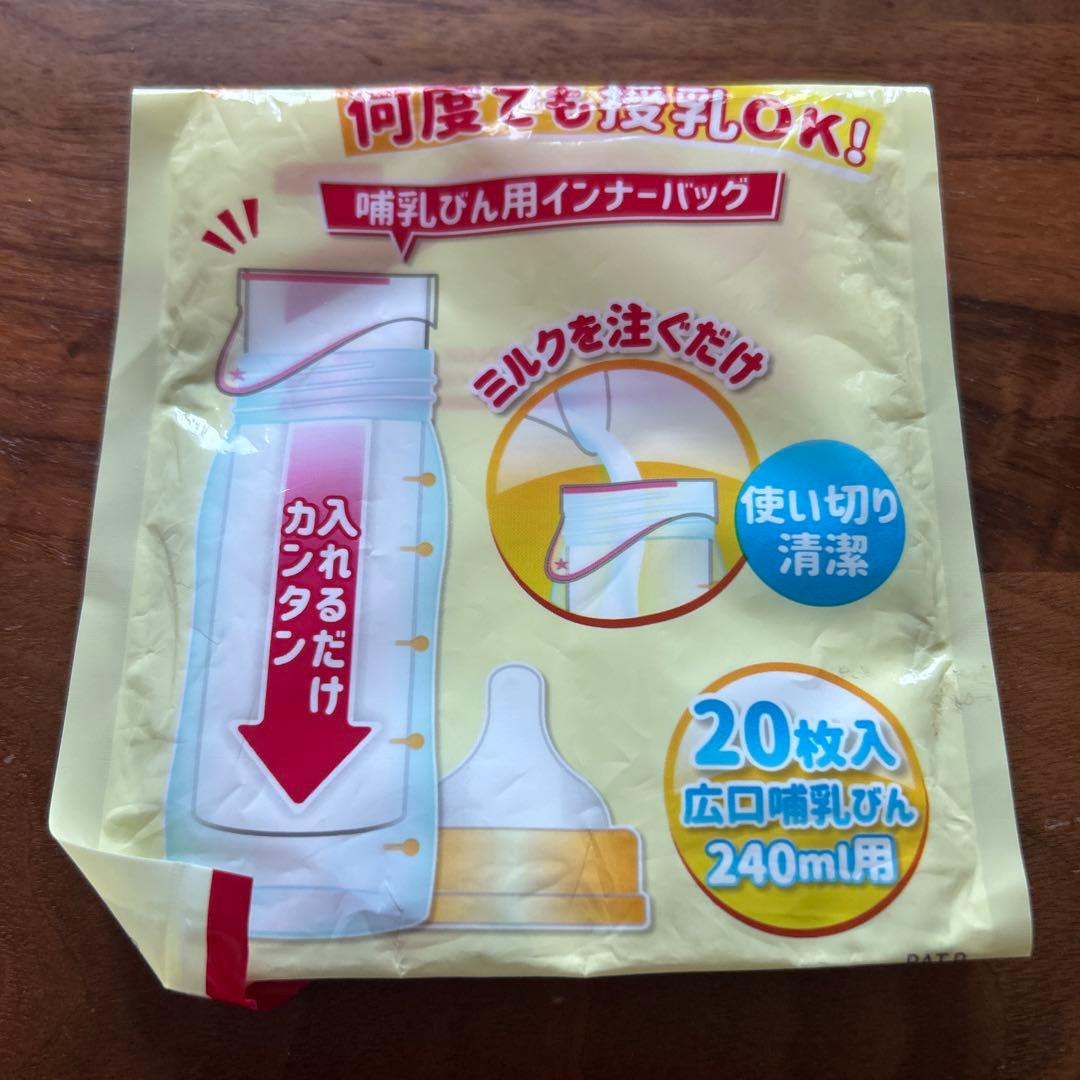 何度でも授乳OK!
哺乳びん用インナーバッグ
ミルクを注ぐだけ
使い切り
清潔
入れるだけ
カンタン
20枚入
広口哺乳びん
240ml用